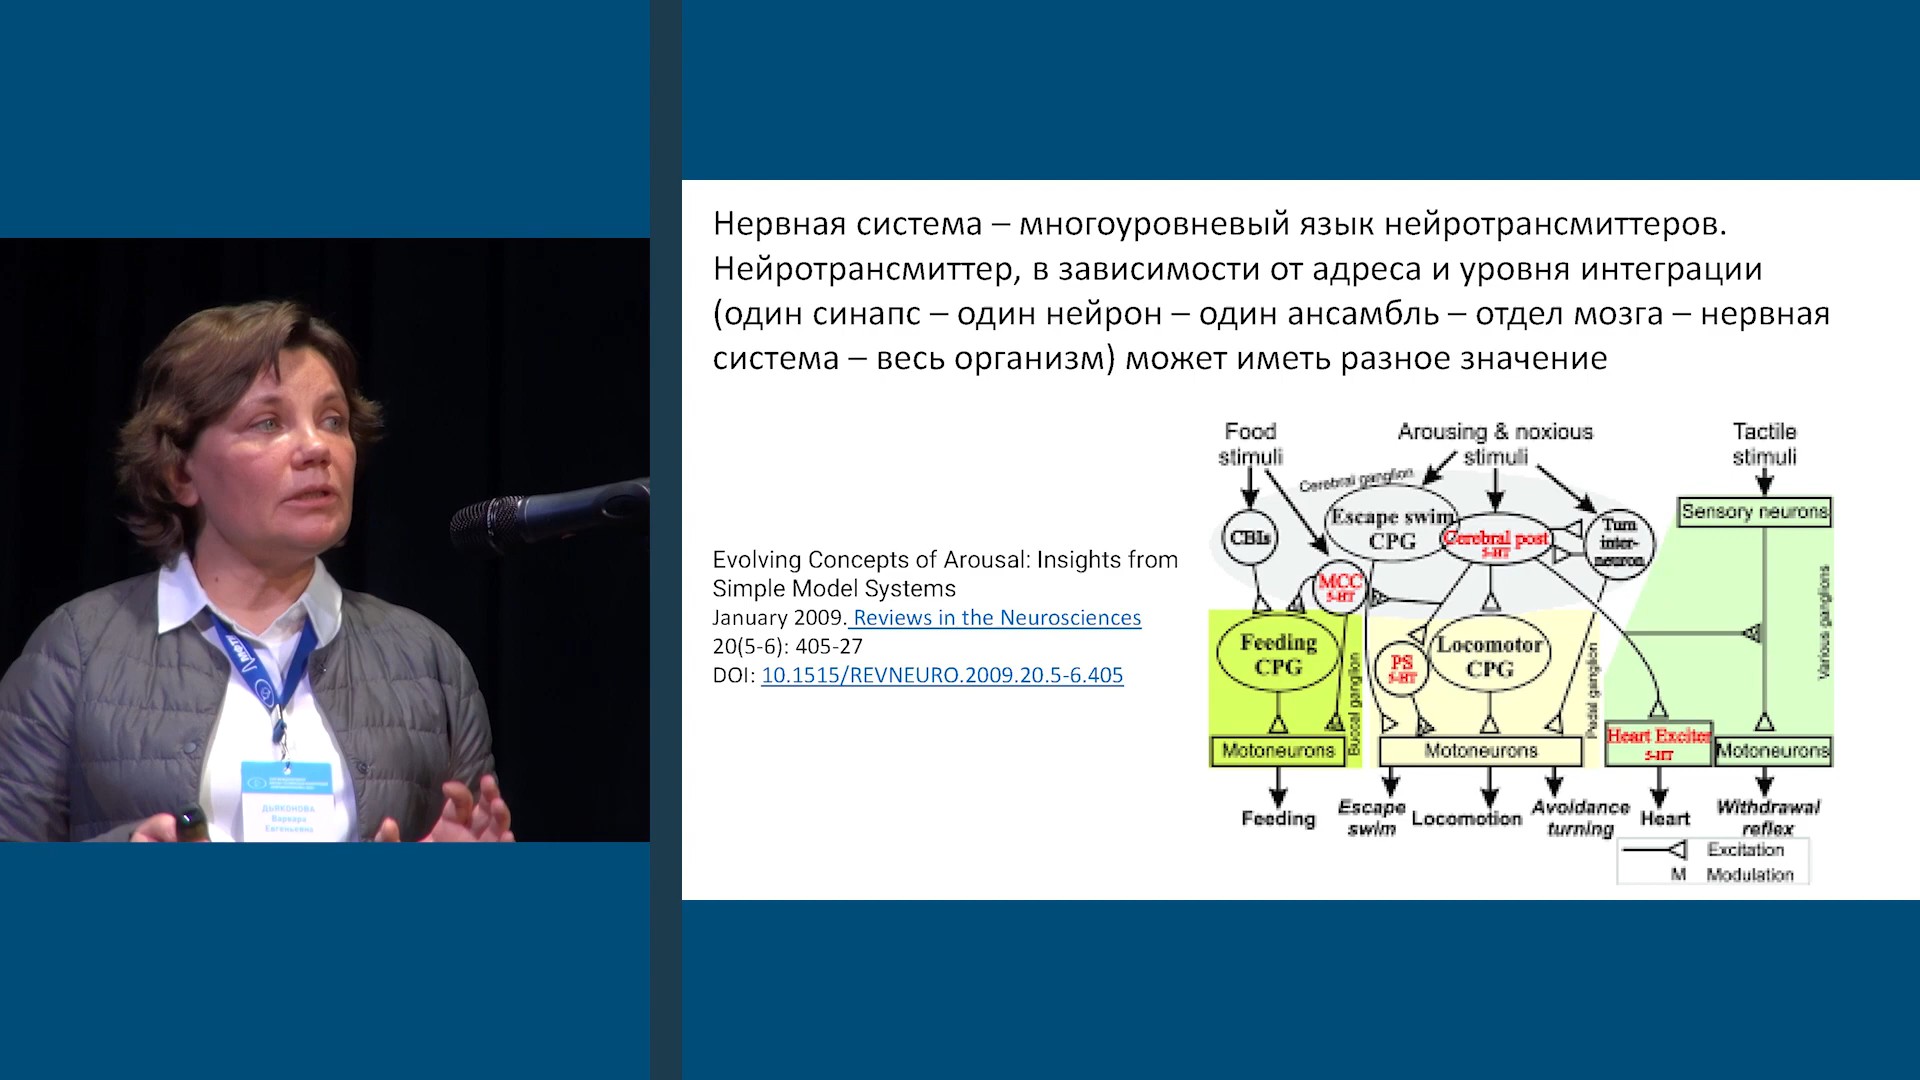 Нервная система – многоуровневый язык нейротрансмиттеров.
Нейротрансмиттер, в зависимости от адреса и уровня интеграции
(один синапс – один нейрон – один ансамбль – отдел мозга – нервная
система – весь организм) может иметь разное значение
Evolving Concepts of Arousal: Insights from
Simple Model Systems
January 2009. Reviews in the Neurosciences
20(5-6): 405-27
DOI: 10.1515/REVNEURO.2009.20.5-6.405
Food
stimuli
Arousing & noxious
stimuli
Tactile
stimuli
Cerebral ganglion
CBIs
Escape swim
CPG
Cerebral post
5-HT
Turn
inter-
neuron
Sensory neurons
MCC
5-HT
Feeding
CPG
PS
5-HT
Locomotor
CPG
Buccal ganglion
Pedal ganglion
Various ganglions
Motoneurons
Motoneurons
Heart Exciter
5-HT
Motoneurons
Feeding
Escape
swim
Locomotion
Avoidance
turning
Heart
Withdrawal
reflex
Excitation
M Modulation
ДЬЯКОНОВА
Варвара
Евгеньевна